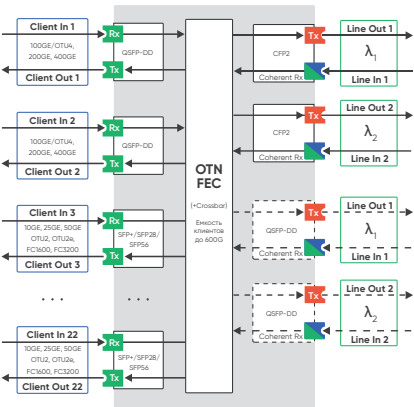 Client In 1
100GE/OTU4,
200GE, 400GE
Client Out 1
Rx
Tx
QSFP-DD
Client In 2
100GE/OTU4,
200GE, 400GE
Client Out 2
Rx
Tx
QSFP-DD
Client In 3
10GE, 25GE, 50GE
OTU2, OTU2e,
FC1600, FC3200
Client Out 3
Rx
Tx
SFP+/SFP28/
SFP56
. . .
. . .
Client In 22
10GE, 25GE, 50GE
OTU2, OTU2e,
FC1600, FC3200
Client Out 22
Rx
Tx
SFP+/SFP28/
SFP56
OTN
FEC
(+Crossbar)
Емкость
клиентов
до 600G
CFP2
Coherent Rx
Tx
Line Out 1
λ1
Line In 1
CFP2
Coherent Rx
Tx
Line Out 2
λ2
Line In 2
QSFP-DD
Coherent Rx
Tx
Line Out 1
λ1
Line In 1
QSFP-DD
Coherent Rx
Tx
Line Out 2
λ2
Line In 2